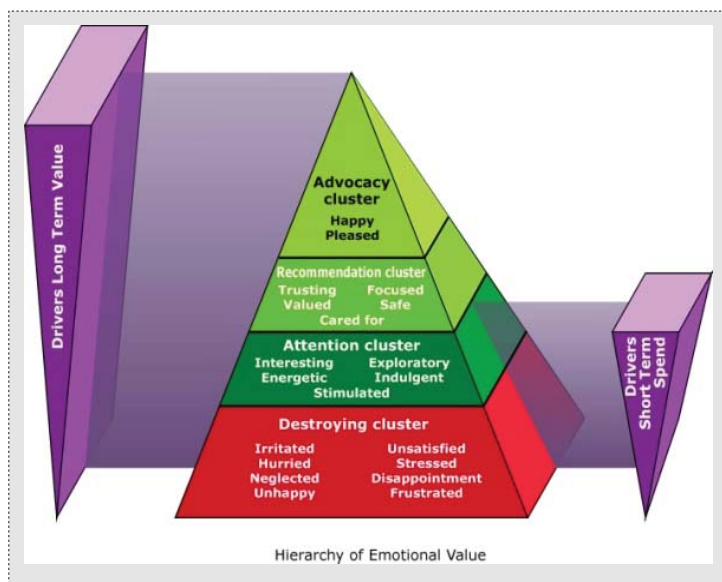 Drivers Long Term Value
Advocacy
cluster
Happy
Pleased
Recommendation cluster
Trusting Focused
Valued Safe
Cared for
Attention cluster
Interesting Exploratory
Energetic Indulgent
Stimulated
Destroying cluster
Irritated Unsatisfied
Hurried Stressed
Neglected Disappointment
Unhappy Frustrated
Drivers
Short Term
Spend
Hierarchy of Emotional Value